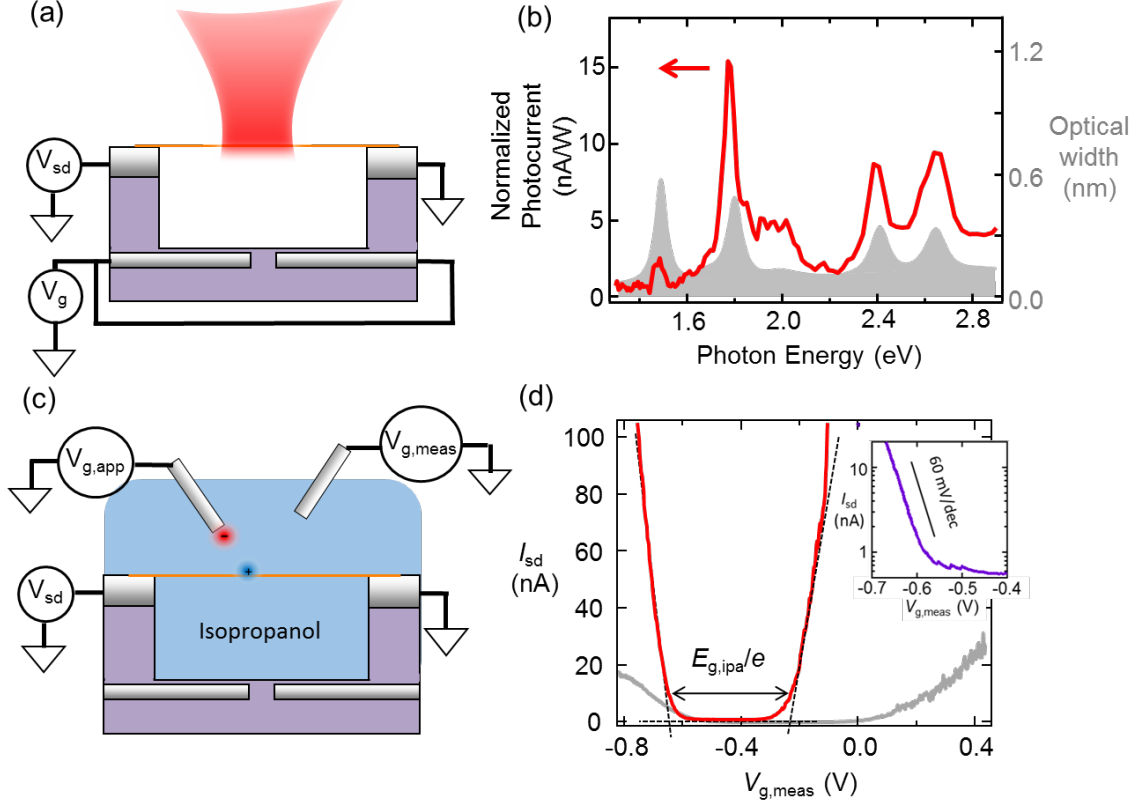 (a)
V_sd
V_g
(b)
Normalized
Photocurrent
(nA/W)
15
10
5
0
1.6
2.0
2.4
2.8
Photon Energy (eV)
1.2
0.6
0.0
Optical
width
(nm)
(c)
V_g,app
V_g,meas
-
+
V_sd
Isopropanol
(d)
I_sd
(nA)
100
80
60
40
20
0
E_g,ipa/e
-0.8
-0.4
0.0
0.4
V_g,meas (V)
10
1
I_sd
(nA)
60 mV/dec
-0.7
-0.6
-0.5
-0.4
V_g,meas (V)